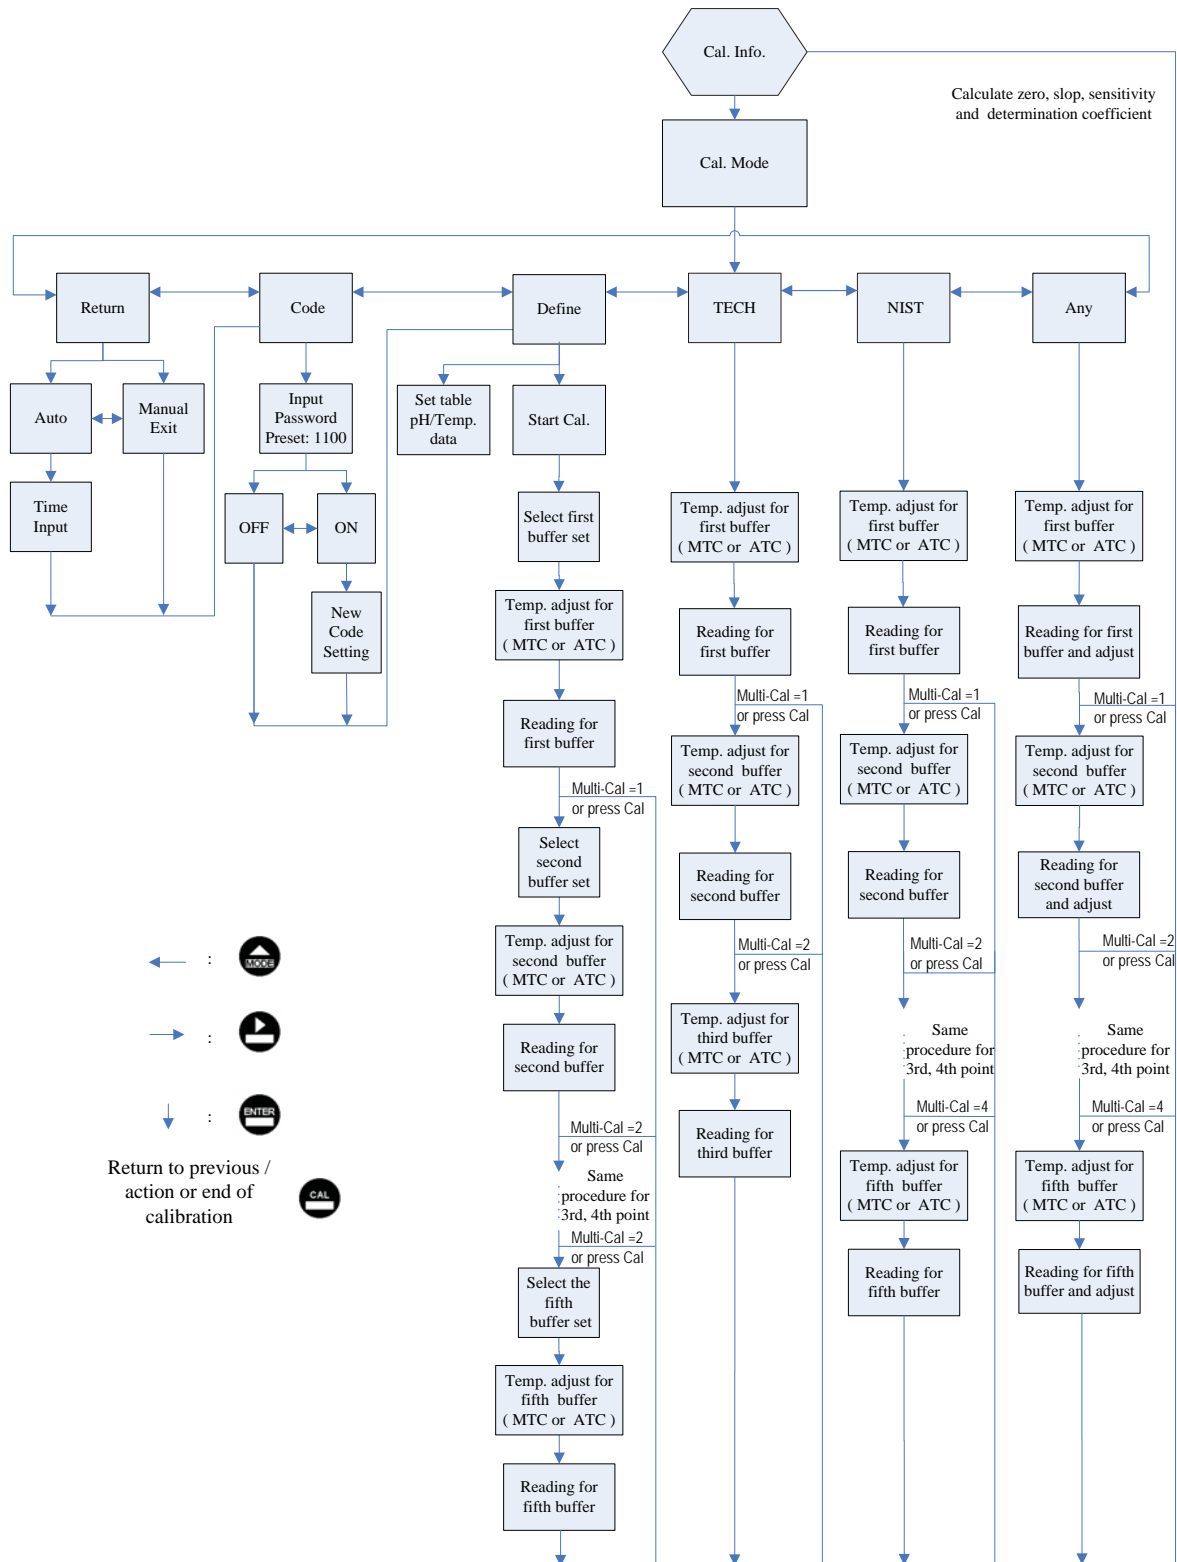 Cal. Info.
Calculate zero, slop, sensitivity
and determination coefficient
Cal. Mode
Return
Code
Define
TECH
NIST
Any
Auto
Manual
Exit
Time
Input
Input
Password
Preset: 1100
OFF
ON
New
Code
Setting
Set table
pH/Temp.
data
Start Cal.
Select first
buffer set
Temp. adjust for
first buffer
( MTC or ATC )
Reading for
first buffer
Multi-Cal =1
or press Cal
Select
second
buffer set
Temp. adjust for
second buffer
( MTC or ATC )
Reading for
second buffer
Multi-Cal =2
or press Cal
Same
procedure for
3rd, 4th point
Multi-Cal =2
or press Cal
Select the
fifth
buffer set
Temp. adjust for
fifth buffer
( MTC or ATC )
Reading for
fifth buffer
Temp. adjust for
first buffer
( MTC or ATC )
Reading for
first buffer
Multi-Cal =1
or press Cal
Temp. adjust for
second buffer
( MTC or ATC )
Reading for
second buffer
Multi-Cal =2
or press Cal
Temp. adjust for
third buffer
( MTC or ATC )
Reading for
third buffer
Temp. adjust for
first buffer
( MTC or ATC )
Reading for
first buffer
Multi-Cal =1
or press Cal
Temp. adjust for
second buffer
( MTC or ATC )
Reading for
second buffer
Multi-Cal =2
or press Cal
Same
procedure for
3rd, 4th point
Multi-Cal =4
or press Cal
Temp. adjust for
fifth buffer
( MTC or ATC )
Reading for
fifth buffer
Temp. adjust for
first buffer
( MTC or ATC )
Reading for first
buffer and adjust
Multi-Cal =1
or press Cal
Temp. adjust for
second buffer
( MTC or ATC )
Reading for
second buffer
and adjust
Multi-Cal =2
or press Cal
Same
procedure for
3rd, 4th point
Multi-Cal =4
or press Cal
Temp. adjust for
fifth buffer
( MTC or ATC )
Reading for fifth
buffer and adjust
: MODE
:
: ENTER
Return to previous /
action or end of
calibration
CAL